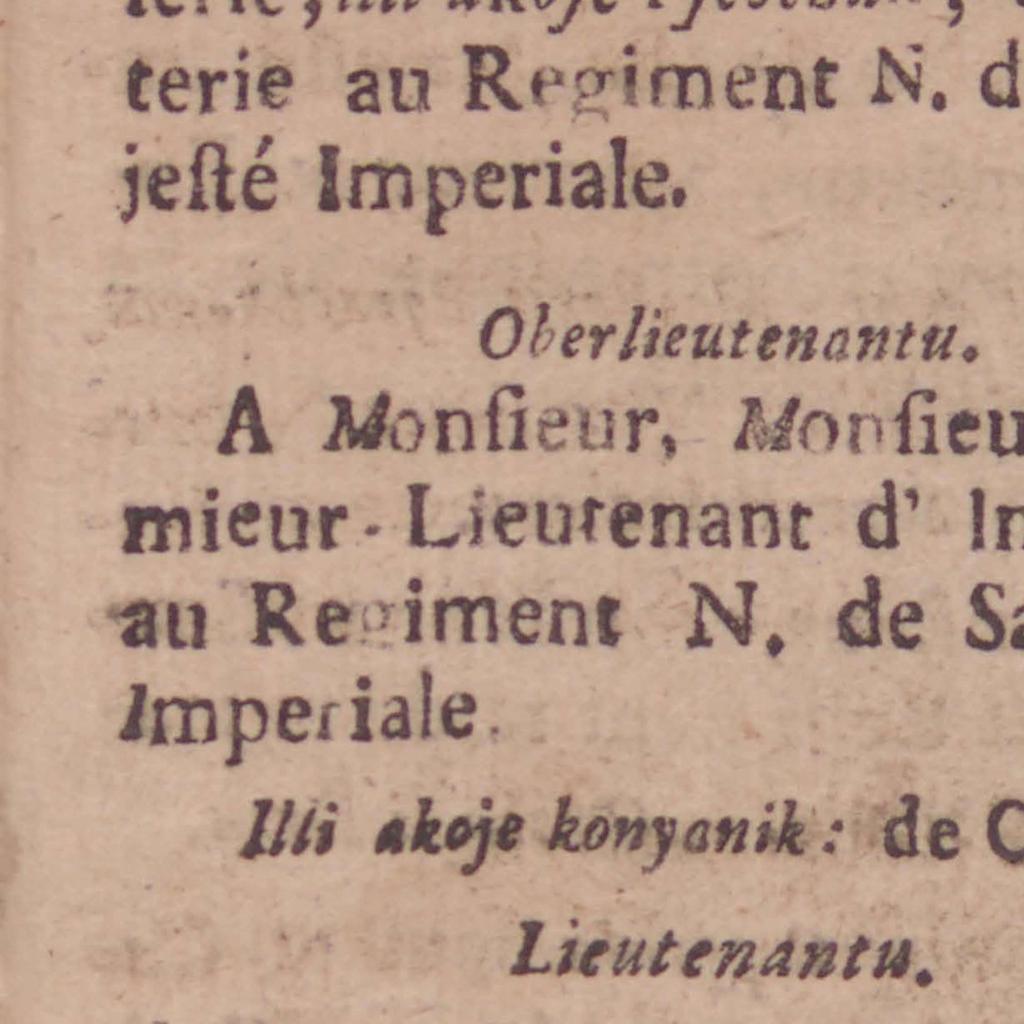 terie au Regiment N. d
jeſté Imperiale.
Oberlieutenantu.
A Monſieur, Monſieu
mieur-Lieutenant d' In
au Regiment N. de Sa
Imperiale.
Illi akoje konyanik: de C
Lieutenantu.